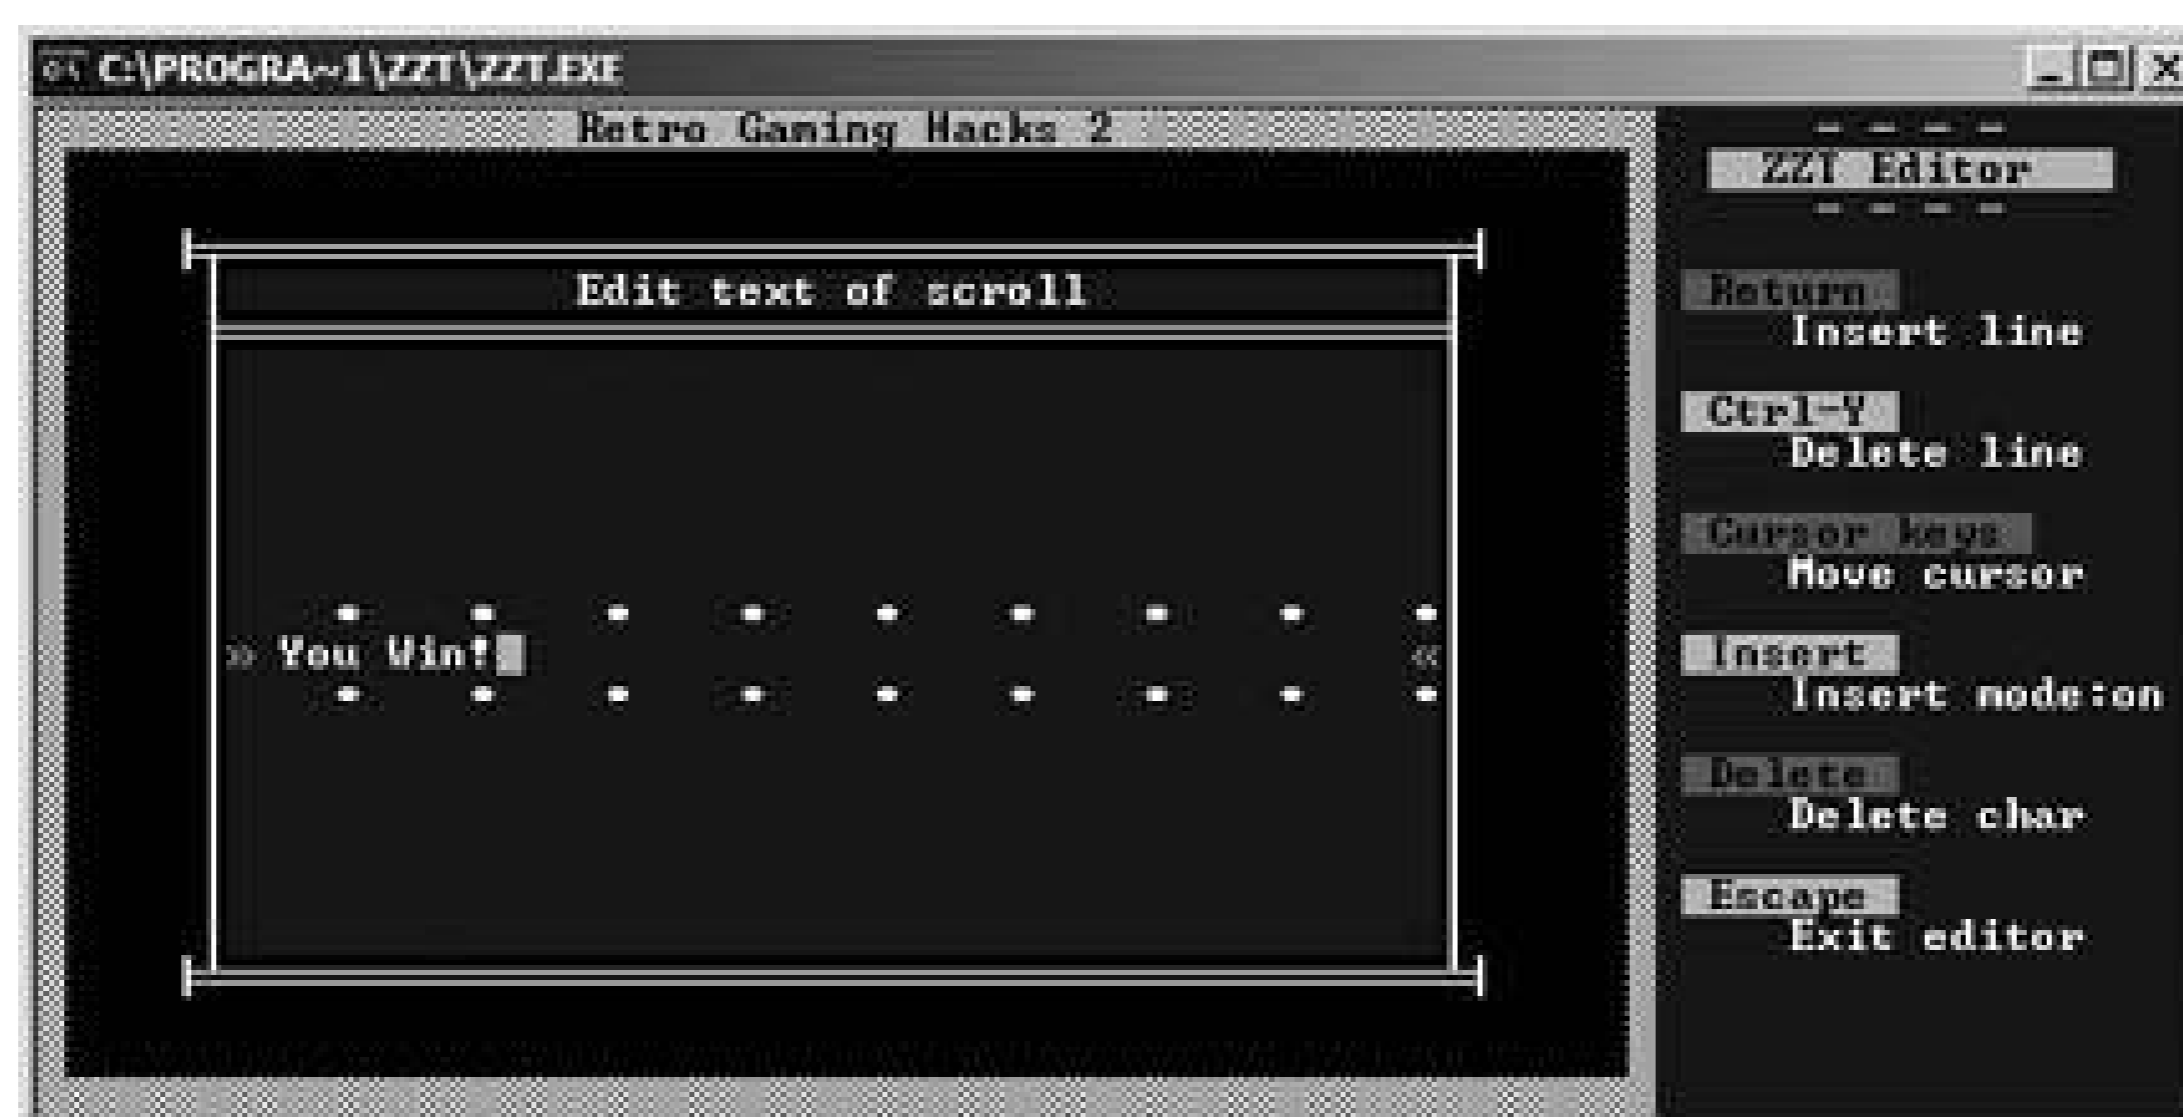 C:\PROGRA~1\ZZT\ZZT.EXE
Retro Gaming Hacks 2
Edit text of scroll
» You Win! «
- - - -
ZZT Editor
- - - -
Return
Insert line
Ctrl-Y
Delete line
Cursor keys
Move cursor
Insert
Insert mode:on
Delete
Delete char
Escape
Exit editor